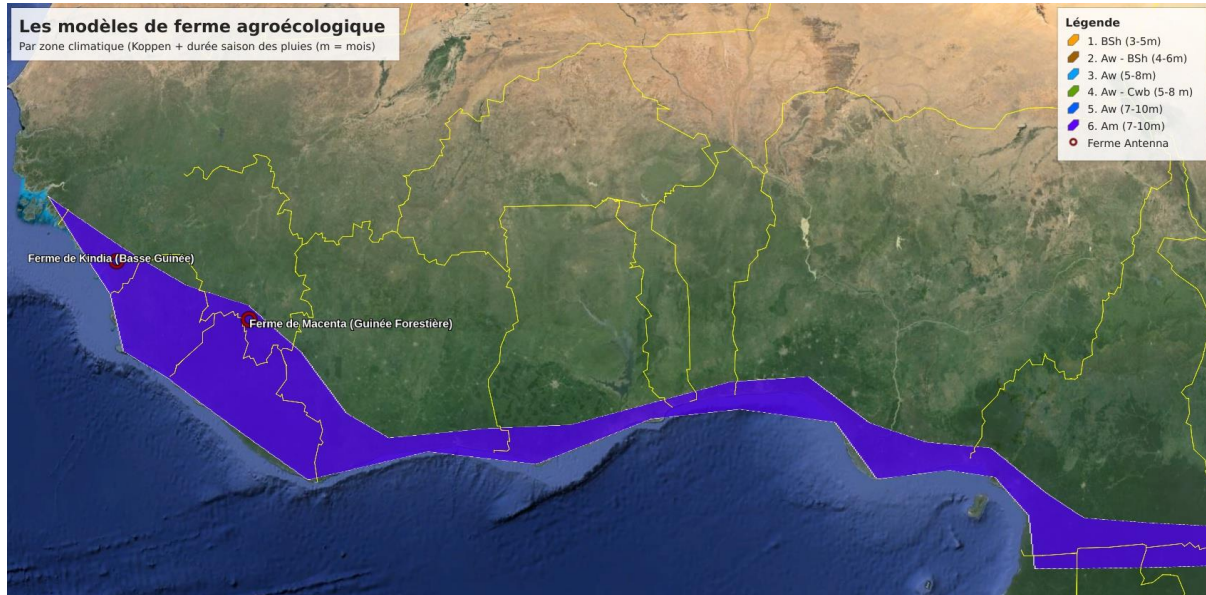 Les modèles de ferme agroécologique
Par zone climatique (Koppen + durée saison des pluies (m = mois)
Légende
1. BSh (3-5m)
2. Aw - BSh (4-6m)
3. Aw (5-8m)
4. Aw - Cwb (5-8 m)
5. Aw (7-10m)
6. Am (7-10m)
Ferme Antenna
Ferme de Kindia (Basse Guinée)
Ferme de Macenta (Guinée Forestière)